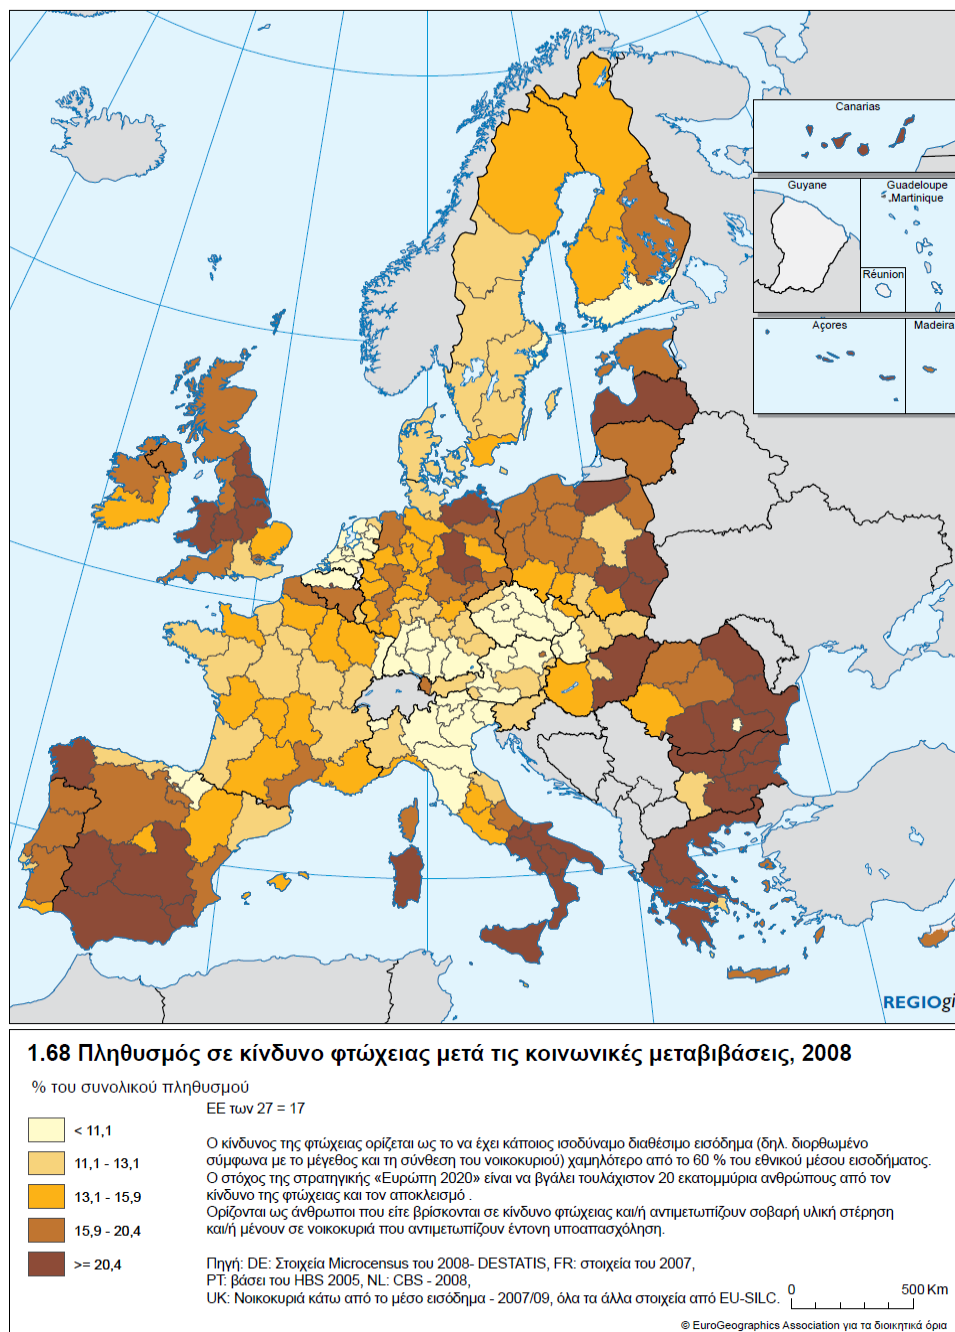 Canarias
Guyane
Guadeloupe
Martinique
Réunion
Açores
Madeira
REGIOgi
1.68 Πληθυσμός σε κίνδυνο φτώχειας μετά τις κοινωνικές μεταβιβάσεις, 2008
% του συνολικού πληθυσμού
ΕΕ των 27 = 17
< 11,1
11,1 - 13,1
13,1 - 15,9
15,9 - 20,4
>= 20,4
Ο κίνδυνος της φτώχειας ορίζεται ως το να έχει κάποιος ισοδύναμο διαθέσιμο εισόδημα (δηλ. διορθωμένο
σύμφωνα με το μέγεθος και τη σύνθεση του νοικοκυριού) χαμηλότερο από το 60 % του εθνικού μέσου εισοδήματος.
Ο στόχος της στρατηγικής «Ευρώπη 2020» είναι να βγάλει τουλάχιστον 20 εκατομμύρια ανθρώπους από τον
κίνδυνο της φτώχειας και τον αποκλεισμό .
Ορίζονται ως άνθρωποι που είτε βρίσκονται σε κίνδυνο φτώχειας και/ή αντιμετωπίζουν σοβαρή υλική στέρηση
και/ή μένουν σε νοικοκυριά που αντιμετωπίζουν έντονη υποαπασχόληση.
Πηγή: DE: Στοιχεία Microcensus του 2008- DESTATIS, FR: στοιχεία του 2007,
PT: βάσει του HBS 2005, NL: CBS - 2008,
UK: Νοικοκυριά κάτω από το μέσο εισόδημα - 2007/09, όλα τα άλλα στοιχεία από EU-SILC.
0 500 Km
© EuroGeographics Association για τα διοικητικά όρια